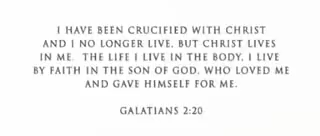 I HAVE BEEN CRUCIFIED WITH CHRIST
AND I NO LONGER LIVE, BUT CHRIST LIVES
IN ME. THE LIFE I LIVE IN THE BODY, I LIVE
BY FAITH IN THE SON OF GOD, WHO LOVED ME
AND GAVE HIMSELF FOR ME.
GALATIANS 2:20